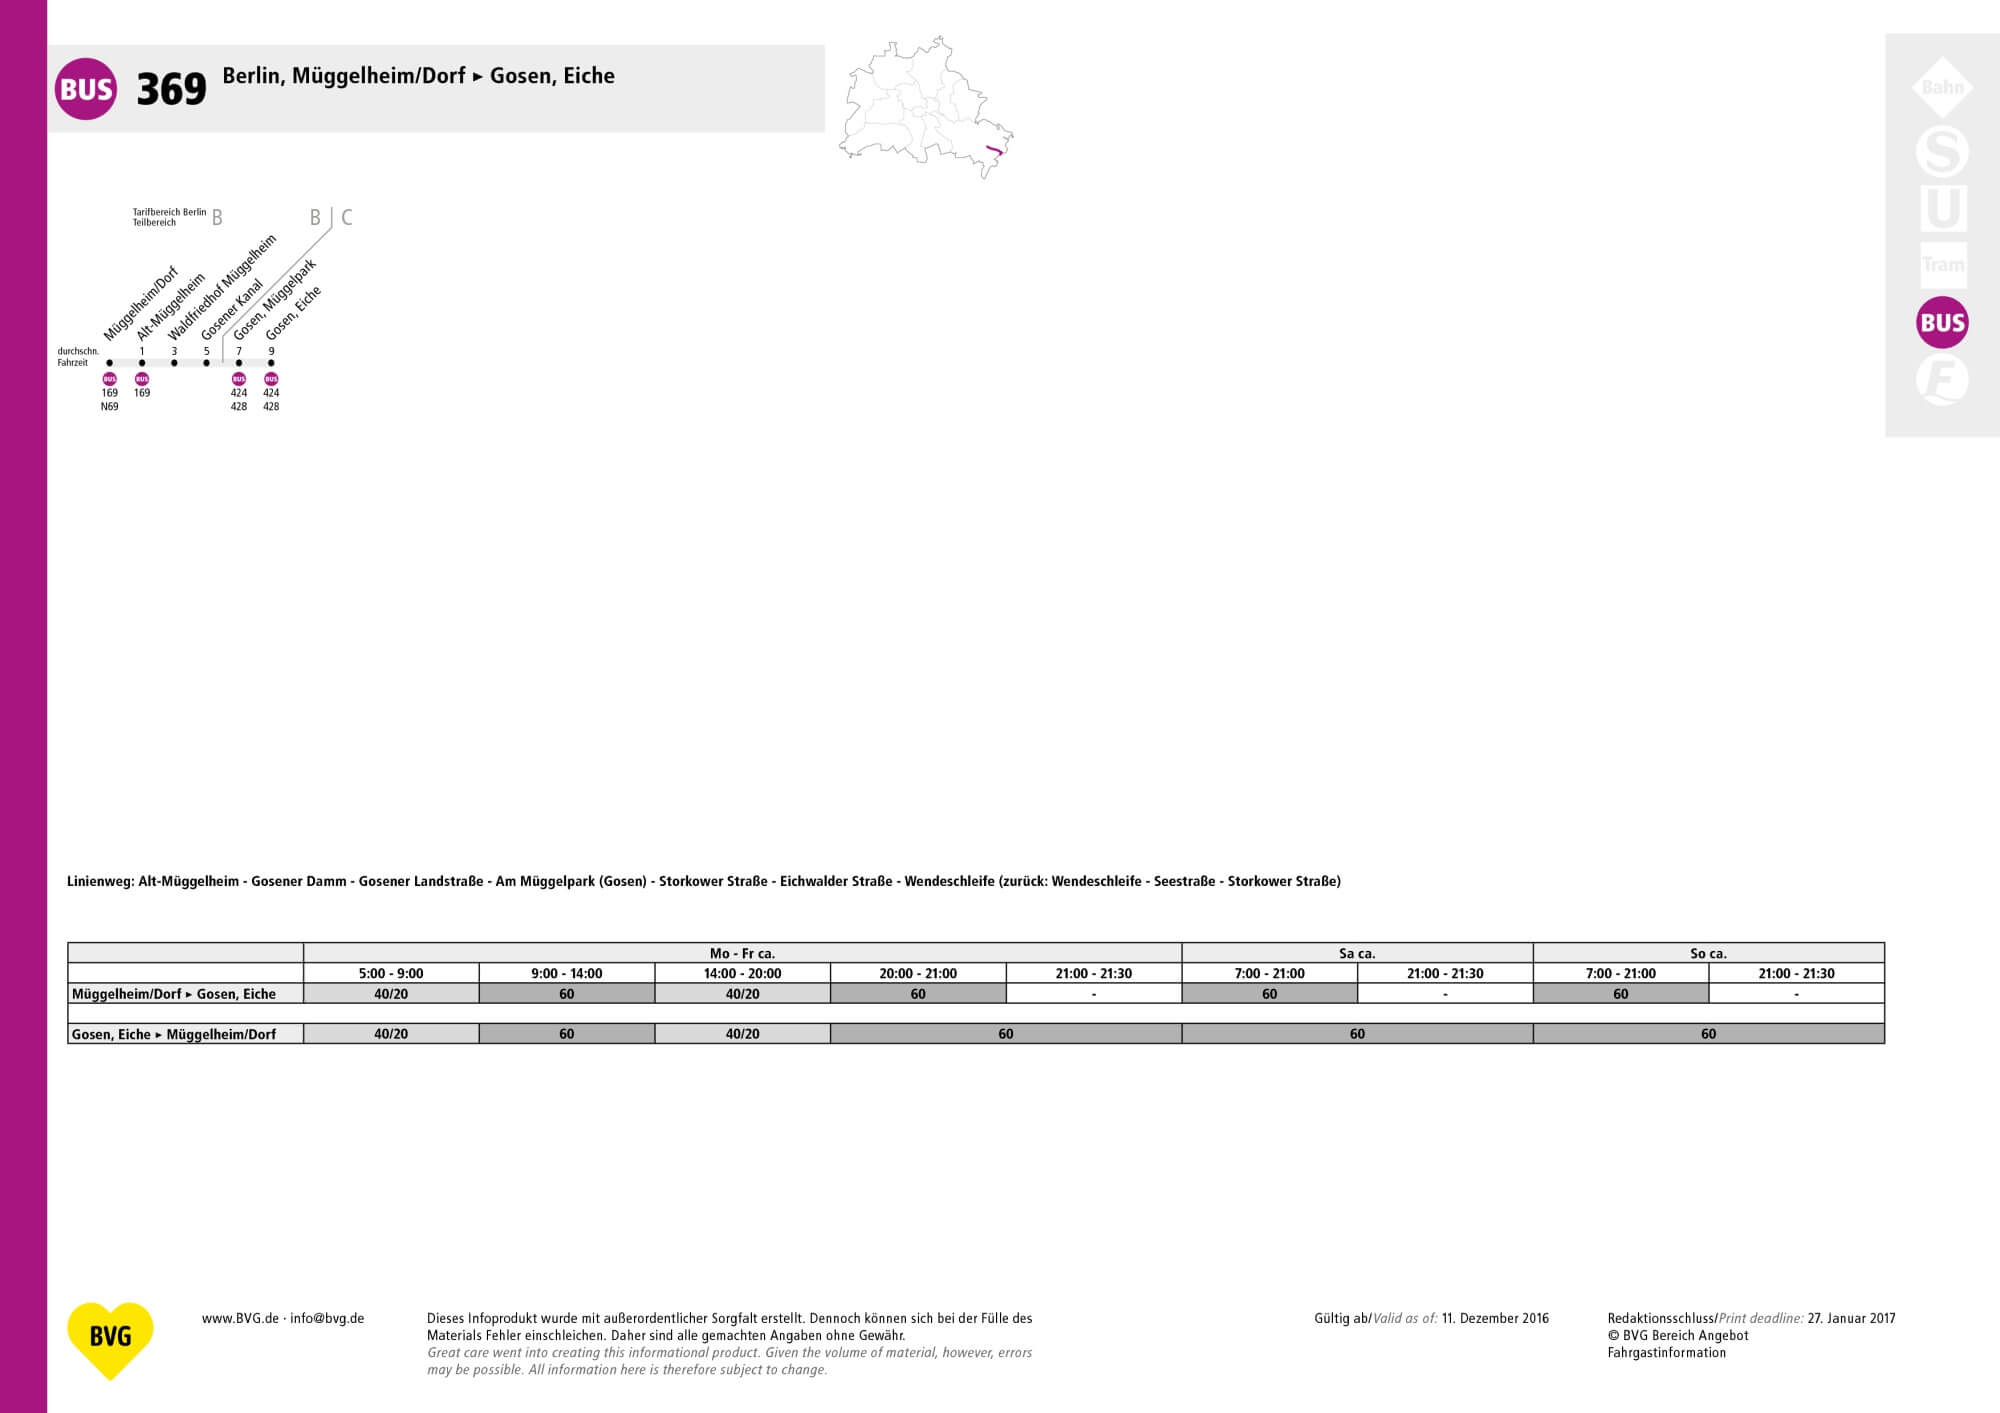 BUS 369 Berlin, Müggelheim/Dorf ▸ Gosen, Eiche
Bahn
S
U
Tram
BUS
F
Tarifbereich Berlin
Teilbereich
B B C
Müggelheim/Dorf
Alt-Müggelheim
Waldfriedhof Müggelheim
Gosener Kanal
Gosen, Müggelpark
Gosen, Eiche
durchschn.
Fahrzeit
1 3 5 7 9
BUS BUS BUS BUS
169 169 424 424
N69 428 428
Linienweg: Alt-Müggelheim - Gosener Damm - Gosener Landstraße - Am Müggelpark (Gosen) - Storkower Straße - Eichwalder Straße - Wendeschleife (zurück: Wendeschleife - Seestraße - Storkower Straße)
Mo - Fr ca. Sa ca. So ca.
5:00 - 9:00 9:00 - 14:00 14:00 - 20:00 20:00 - 21:00 21:00 - 21:30 7:00 - 21:00 21:00 - 21:30 7:00 - 21:00 21:00 - 21:30
Müggelheim/Dorf ▸ Gosen, Eiche 40/20 60 40/20 60 - 60 - 60 -
Gosen, Eiche ▸ Müggelheim/Dorf 40/20 60 40/20 60 60 60
BVG
www.BVG.de · info@bvg.de
Dieses Infoprodukt wurde mit außerordentlicher Sorgfalt erstellt. Dennoch können sich bei der Fülle des
Materials Fehler einschleichen. Daher sind alle gemachten Angaben ohne Gewähr.
Great care went into creating this informational product. Given the volume of material, however, errors
may be possible. All information here is therefore subject to change.
Gültig ab/Valid as of: 11. Dezember 2016
Redaktionsschluss/Print deadline: 27. Januar 2017
© BVG Bereich Angebot
Fahrgastinformation